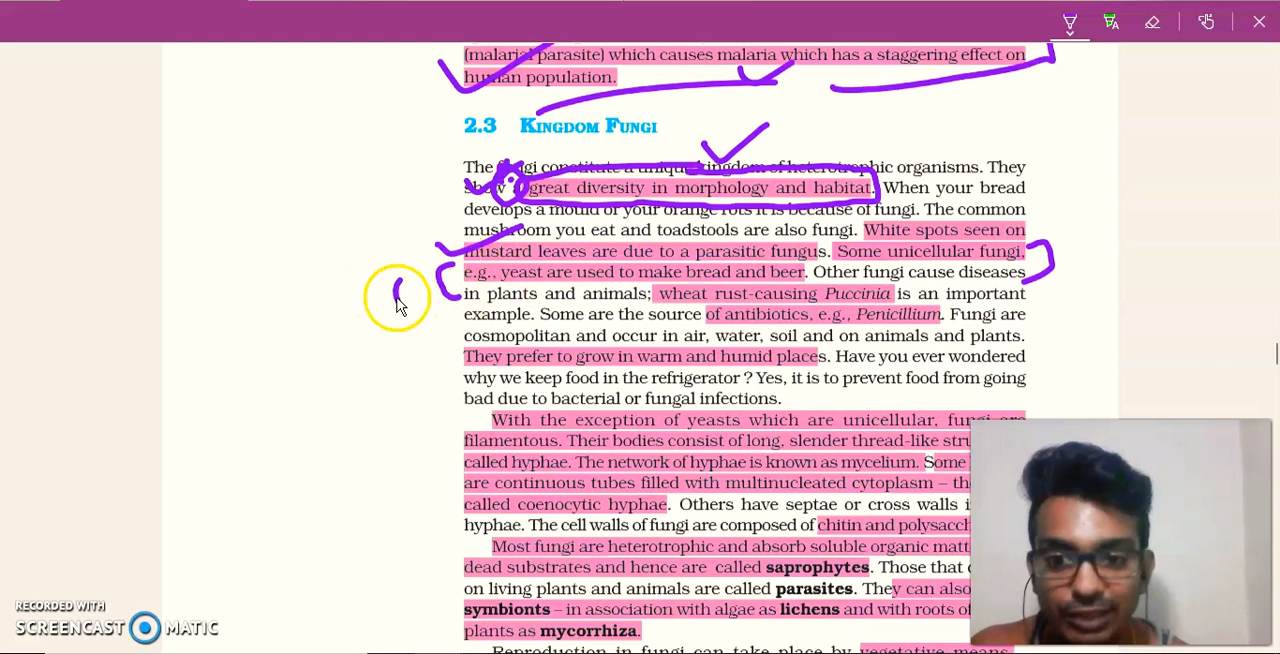 (malarial parasite) which causes malaria which has a staggering effect on
human population.
2.3 KINGDOM FUNGI
The fungi constitute a unique kingdom of heterotrophic organisms. They
show a great diversity in morphology and habitat. When your bread
develops a mould or your orange rots it is because of fungi. The common
mushroom you eat and toadstools are also fungi. White spots seen on
mustard leaves are due to a parasitic fungus. Some unicellular fungi,
e.g., yeast are used to make bread and beer. Other fungi cause diseases
in plants and animals; wheat rust-causing Puccinia is an important
example. Some are the source of antibiotics, e.g., Penicillium. Fungi are
cosmopolitan and occur in air, water, soil and on animals and plants.
They prefer to grow in warm and humid places. Have you ever wondered
why we keep food in the refrigerator ? Yes, it is to prevent food from going
bad due to bacterial or fungal infections.
With the exception of yeasts which are unicellular, fungi are
filamentous. Their bodies consist of long, slender thread-like
called hyphae. The network of hyphae is known as mycelium. Some
are continuous tubes filled with multinucleated cytoplasm –
called coenocytic hyphae. Others have septae or cross walls
hyphae. The cell walls of fungi are composed of chitin and
Most fungi are heterotrophic and absorb soluble organic
dead substrates and hence are called saprophytes. Those that
on living plants and animals are called parasites. They can also
symbionts – in association with algae as lichens and with roots of
plants as mycorrhiza.
Reproduction in fungi can take place by vegetative means
RECORDED WITH
SCREENCAST MATIC